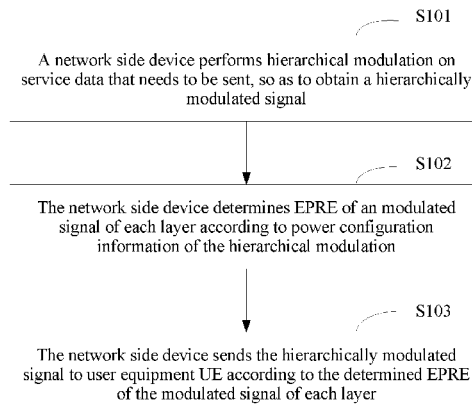 S101
A network side device performs hierarchical modulation on
service data that needs to be sent, so as to obtain a hierarchically
modulated signal
S102
The network side device determines EPRE of an modulated
signal of each layer according to power configuration
information of the hierarchical modulation
S103
The network side device sends the hierarchically modulated
signal to user equipment UE according to the determined EPRE
of the modulated signal of each layer